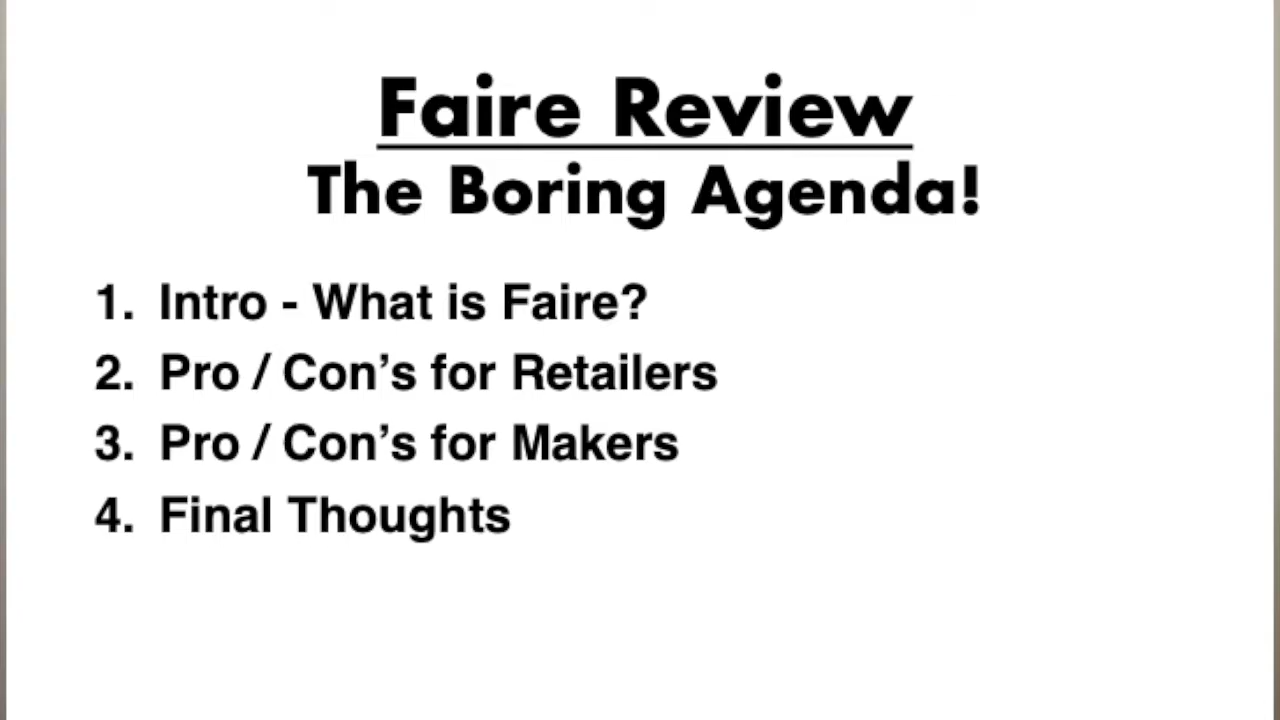 Faire Review
The Boring Agenda!
1. Intro - What is Faire?
2. Pro / Con’s for Retailers
3. Pro / Con’s for Makers
4. Final Thoughts